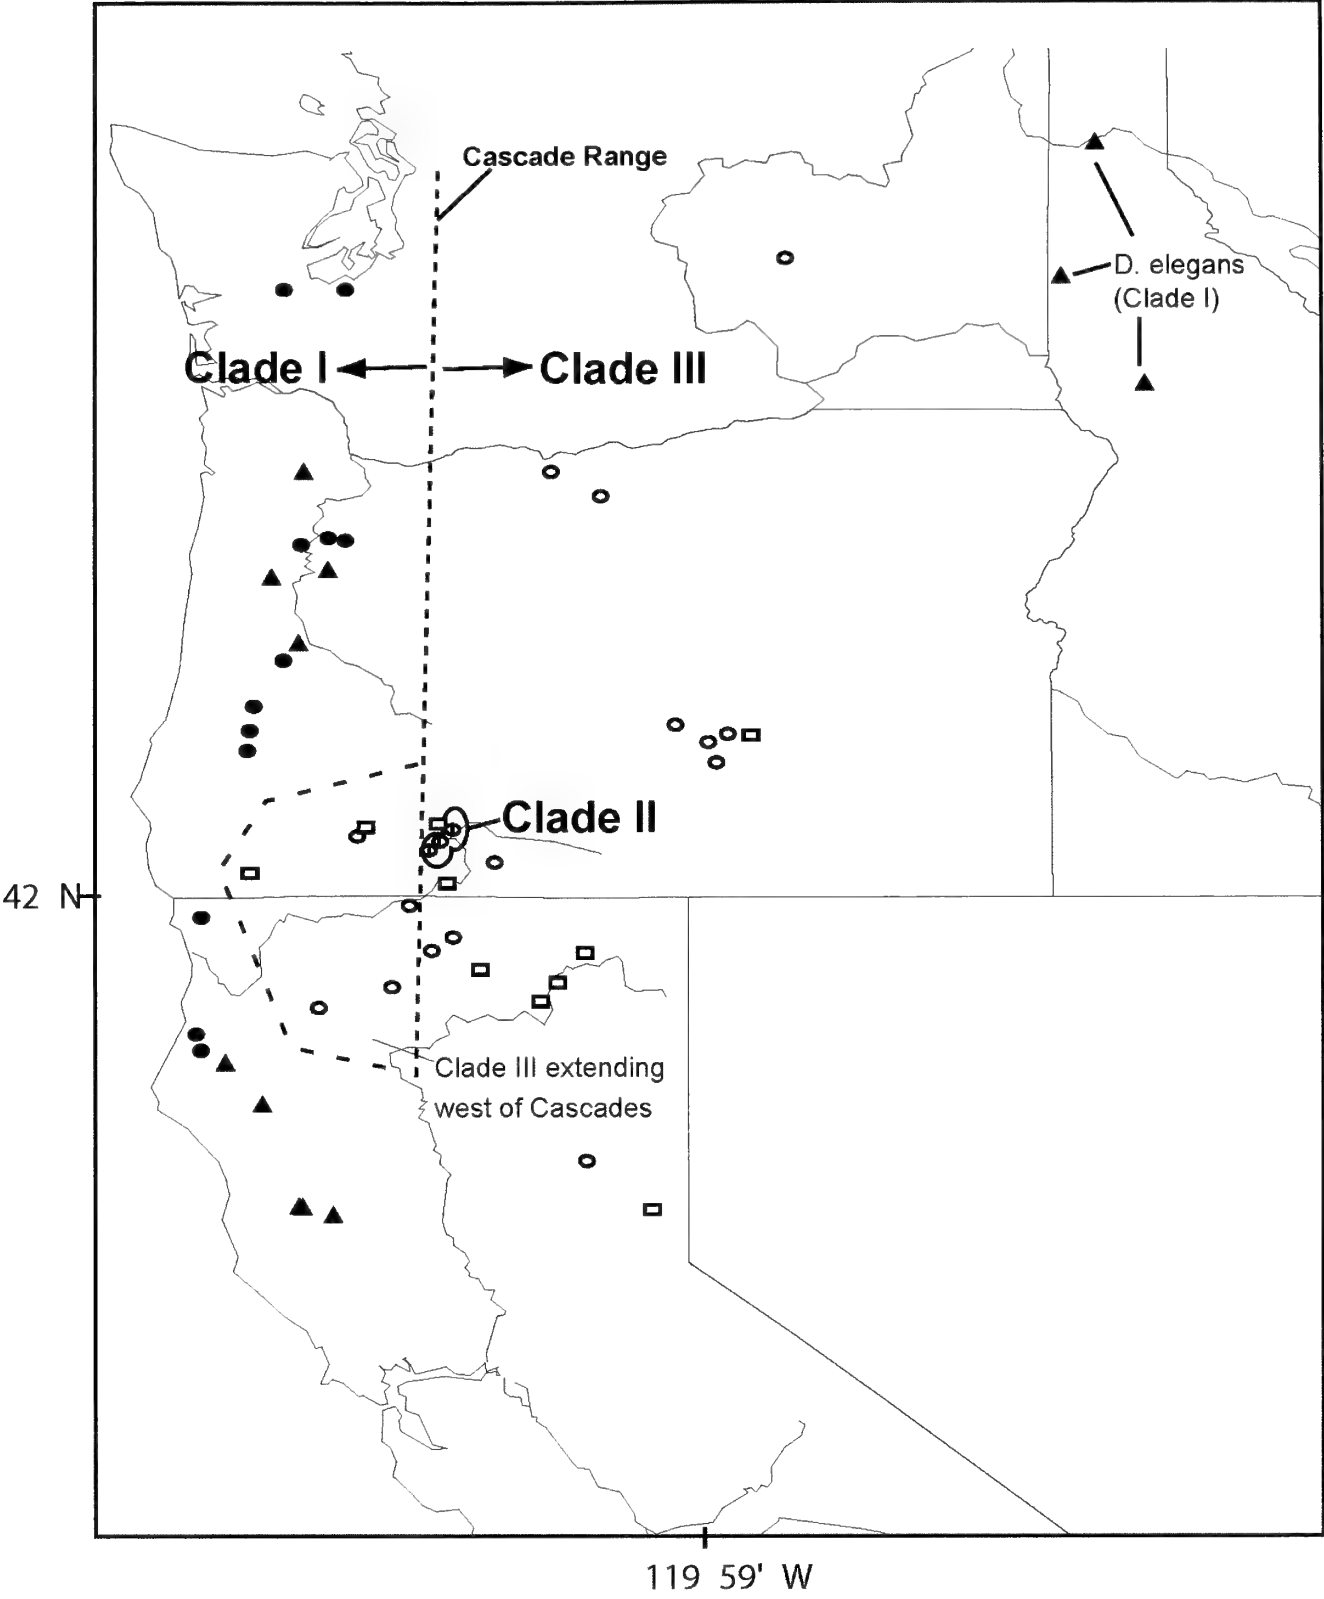 Cascade Range
D. elegans
(Clade I)
Clade I
Clade III
Clade II
42 N
Clade III extending
west of Cascades
119 59' W